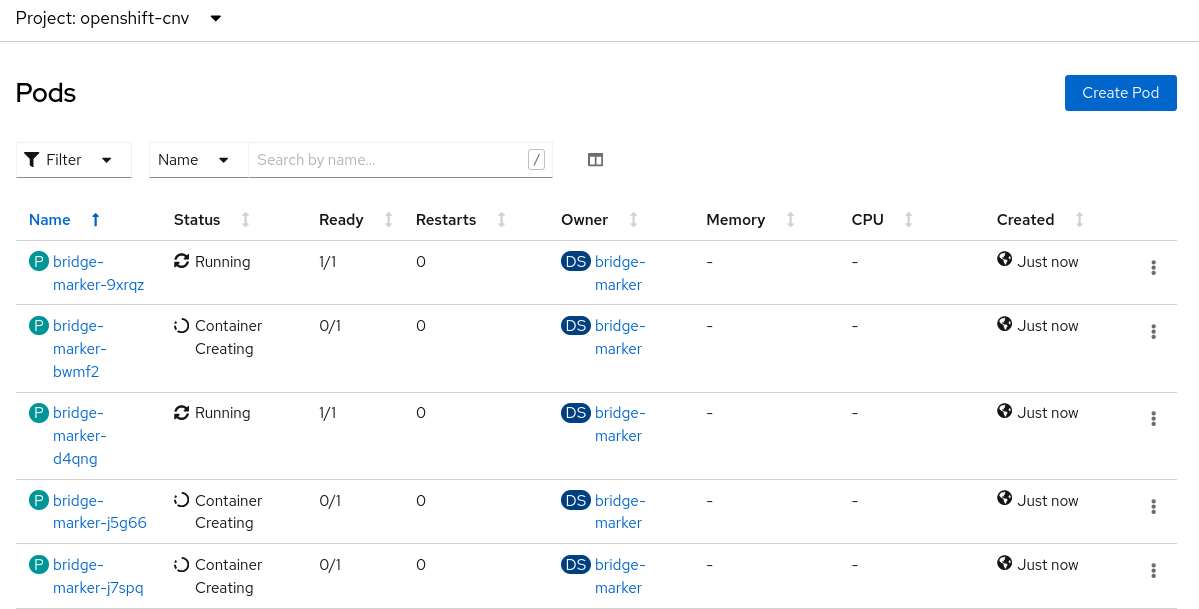 Project: openshift-cnv
Pods
Create Pod
Filter Name Search by name... /
Name Status Ready Restarts Owner Memory CPU Created
P bridge- Running 1/1 0 DS bridge- - - Just now
marker-9xrqz marker
P bridge- Container 0/1 0 DS bridge- - - Just now
marker- Creating marker
bwmf2
P bridge- Running 1/1 0 DS bridge- - - Just now
marker- marker
d4qng
P bridge- Container 0/1 0 DS bridge- - - Just now
marker-j5g66 Creating marker
P bridge- Container 0/1 0 DS bridge- - - Just now
marker-j7spq Creating marker